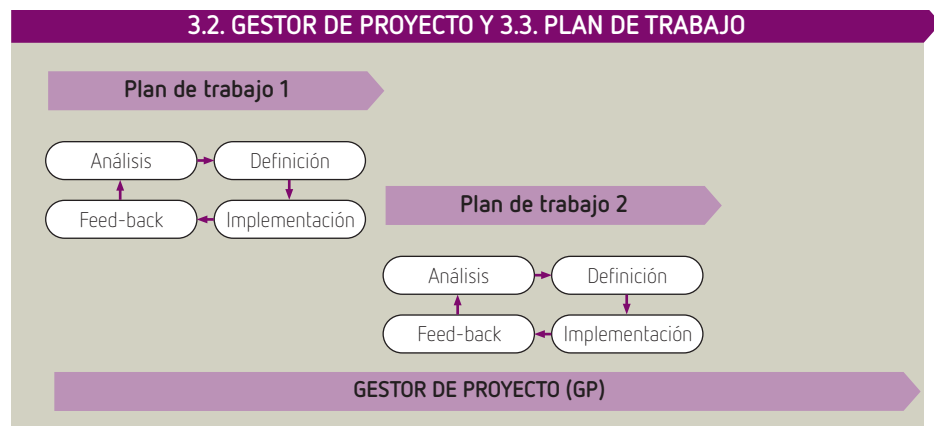 3.2. GESTOR DE PROYECTO Y 3.3. PLAN DE TRABAJO
Plan de trabajo 1
Análisis
Definición
Feed-back
Implementación
Plan de trabajo 2
Análisis
Definición
Feed-back
Implementación
GESTOR DE PROYECTO (GP)